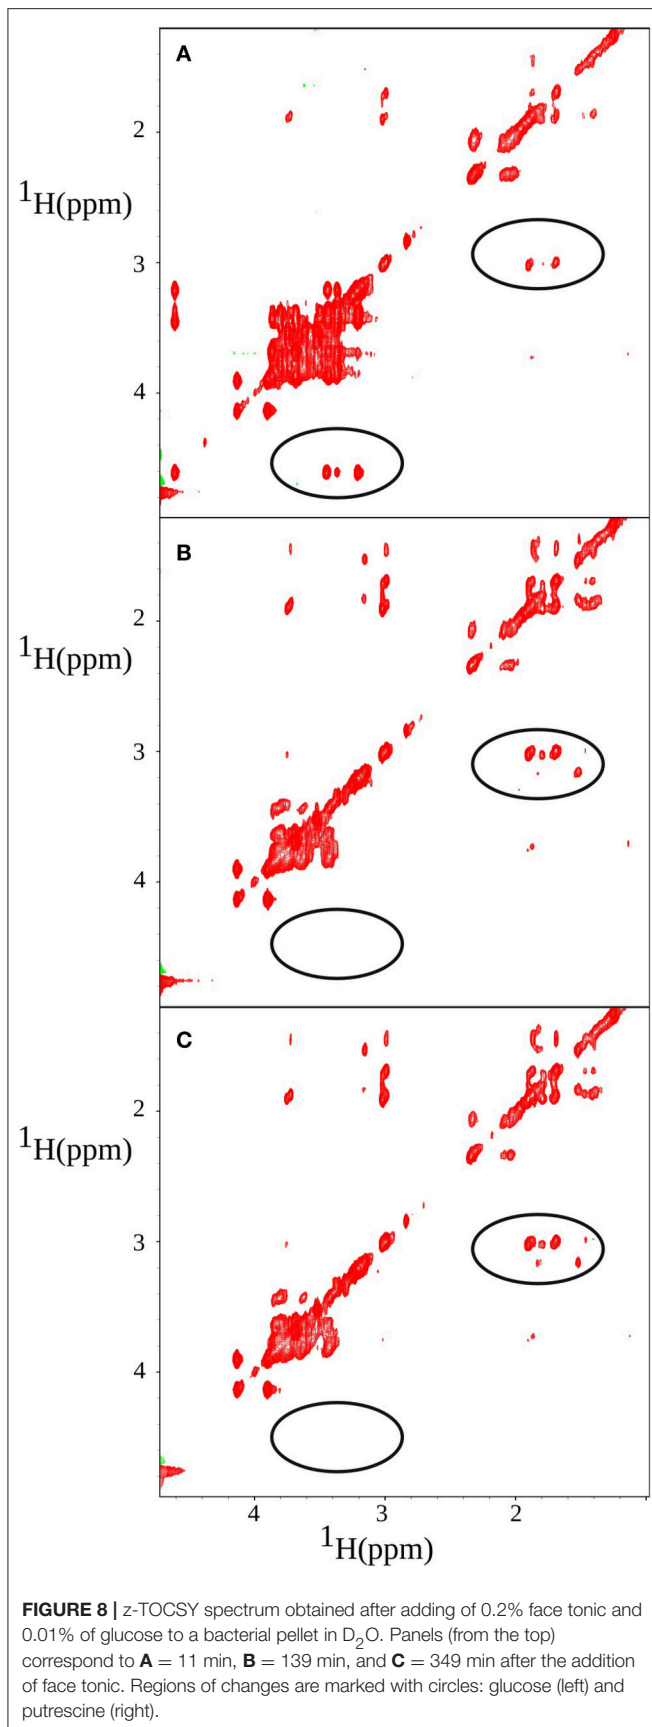 A
2
¹H(ppm)
3
4
B
2
¹H(ppm)
3
4
C
2
¹H(ppm)
3
4
4 3 2
¹H(ppm)
FIGURE 8 | z-TOCSY spectrum obtained after adding of 0.2% face tonic and
0.01% of glucose to a bacterial pellet in D₂O. Panels (from the top)
correspond to A = 11 min, B = 139 min, and C = 349 min after the addition
of face tonic. Regions of changes are marked with circles: glucose (left) and
putrescine (right).